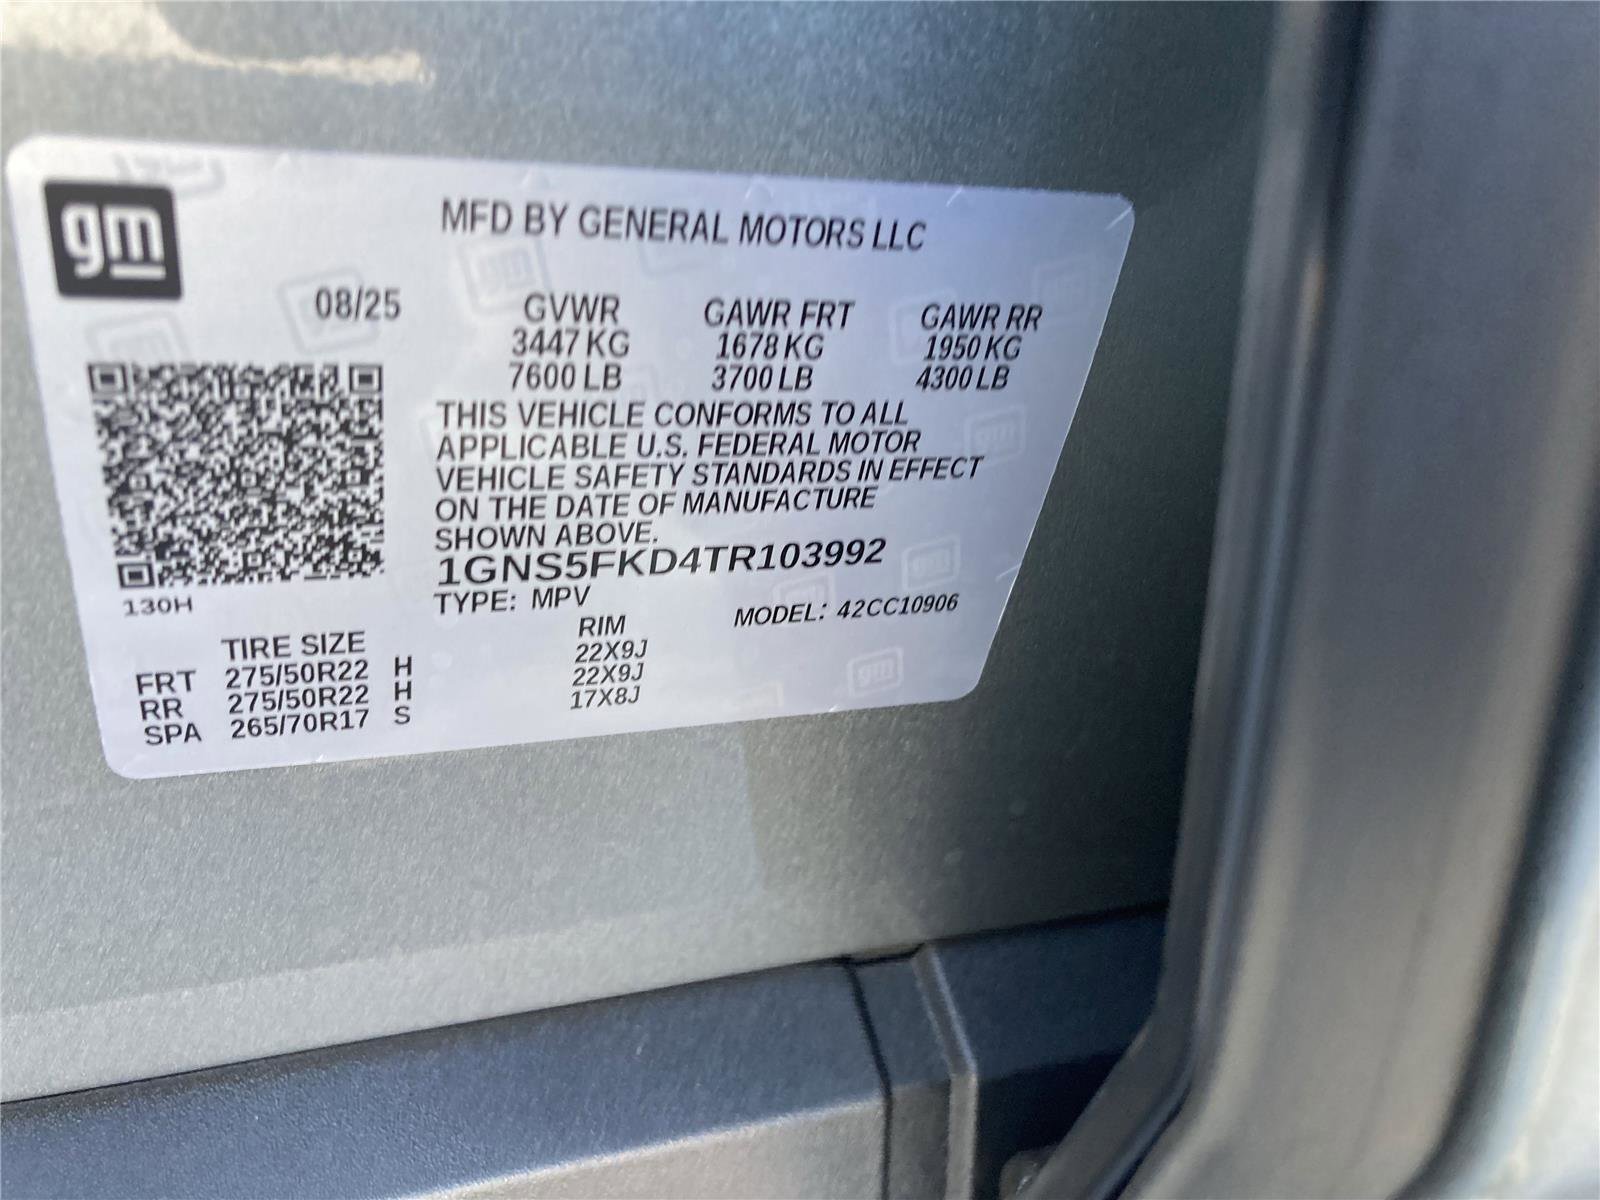 gm
MFD BY GENERAL MOTORS LLC
08/25 GVWR GAWR FRT GAWR RR
3447 KG 1678 KG 1950 KG
7600 LB 3700 LB 4300 LB
THIS VEHICLE CONFORMS TO ALL
APPLICABLE U.S. FEDERAL MOTOR
VEHICLE SAFETY STANDARDS IN EFFECT
ON THE DATE OF MANUFACTURE
SHOWN ABOVE.
1GNS5FKD4TR103992
130H
TYPE: MPV MODEL: 42CC10906
TIRE SIZE RIM
FRT 275/50R22 H 22X9J
RR 275/50R22 H 22X9J
SPA 265/70R17 S 17X8J